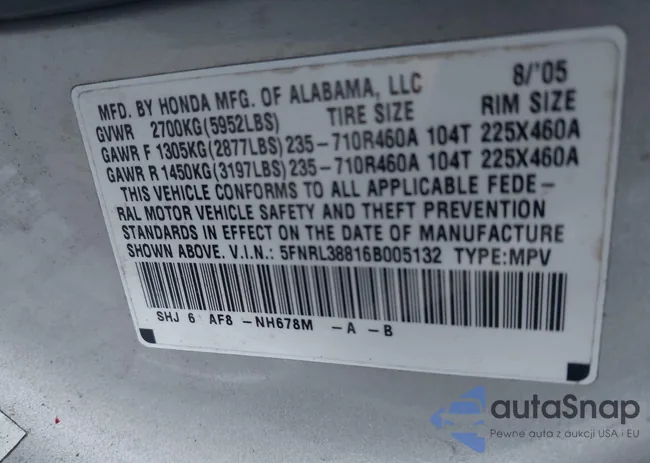 MFD. BY HONDA MFG. OF ALABAMA, LLC 8/'05
GVWR 2700KG(5952LBS) TIRE SIZE RIM SIZE
GAWR F 1305KG(2877LBS)235-710R460A 104T 225X460A
GAWR R 1450KG(3197LBS)235-710R460A 104T 225X460A
THIS VEHICLE CONFORMS TO ALL APPLICABLE FEDE-
RAL MOTOR VEHICLE SAFETY AND THEFT PREVENTION
STANDARDS IN EFFECT ON THE DATE OF MANUFACTURE
SHOWN ABOVE. V.I.N.: 5FNRL38816B005132 TYPE:MPV
SHJ 6 AF8 -NH678M -A -B
autaSnap
Pewne auta z aukcji USA i EU